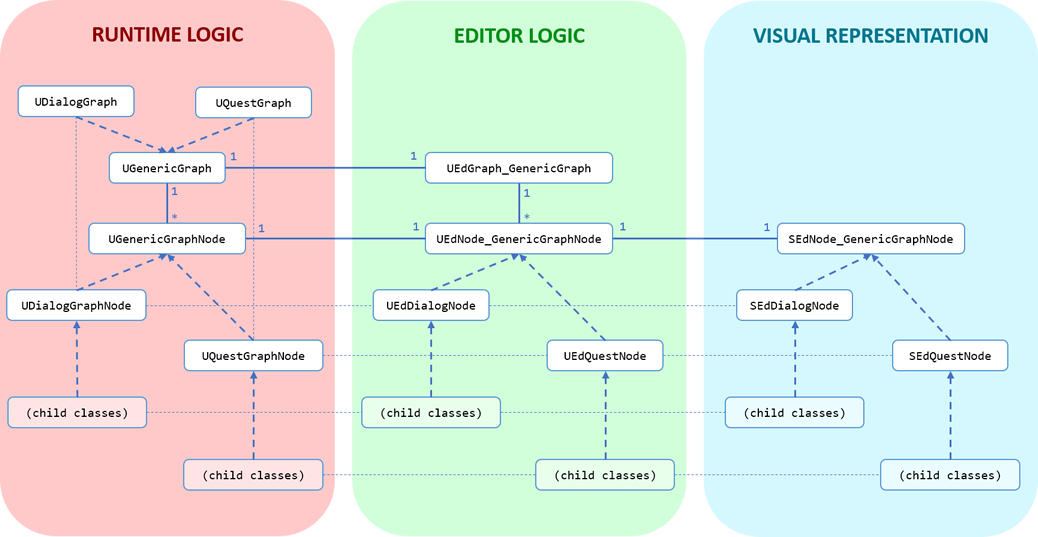 RUNTIME LOGIC
EDITOR LOGIC
VISUAL REPRESENTATION
UDialogGraph
UQuestGraph
UGenericGraph
1
1
UEdGraph_GenericGraph
1
1
*
*
UGenericGraphNode
1
1
UEdNode_GenericGraphNode
1
1
SEdNode_GenericGraphNode
UDialogGraphNode
UEdDialogNode
SEdDialogNode
UQuestGraphNode
UEdQuestNode
SEdQuestNode
(child classes)
(child classes)
(child classes)
(child classes)
(child classes)
(child classes)